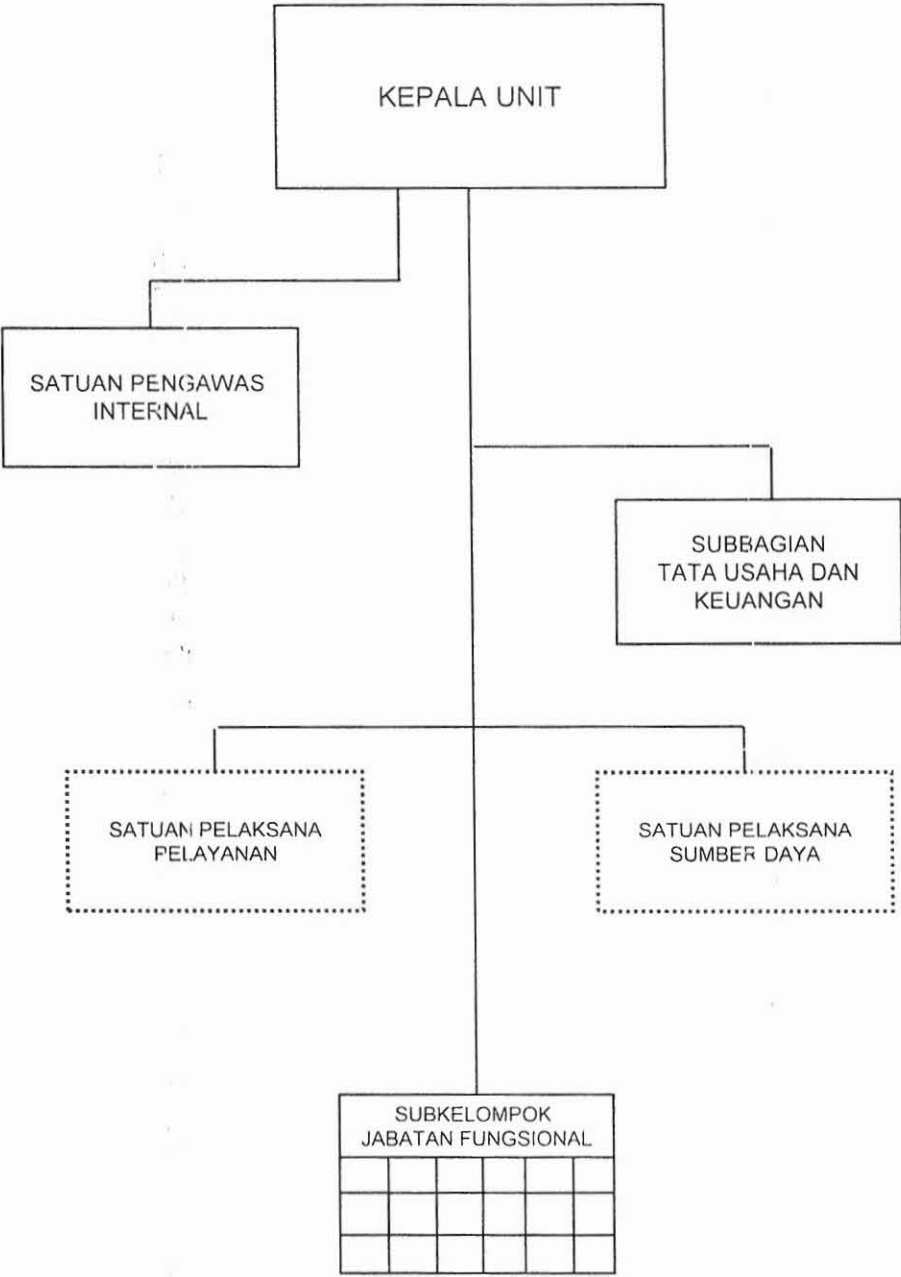 KEPALA UNIT
SATUAN PENGAWAS
INTERNAL
SUBBAGIAN
TATA USAHA DAN
KEUANGAN
SATUAN PELAKSANA
PELAYANAN
SATUAN PELAKSANA
SUMBER DAYA
SUBKELOMPOK
JABATAN FUNGSIONAL